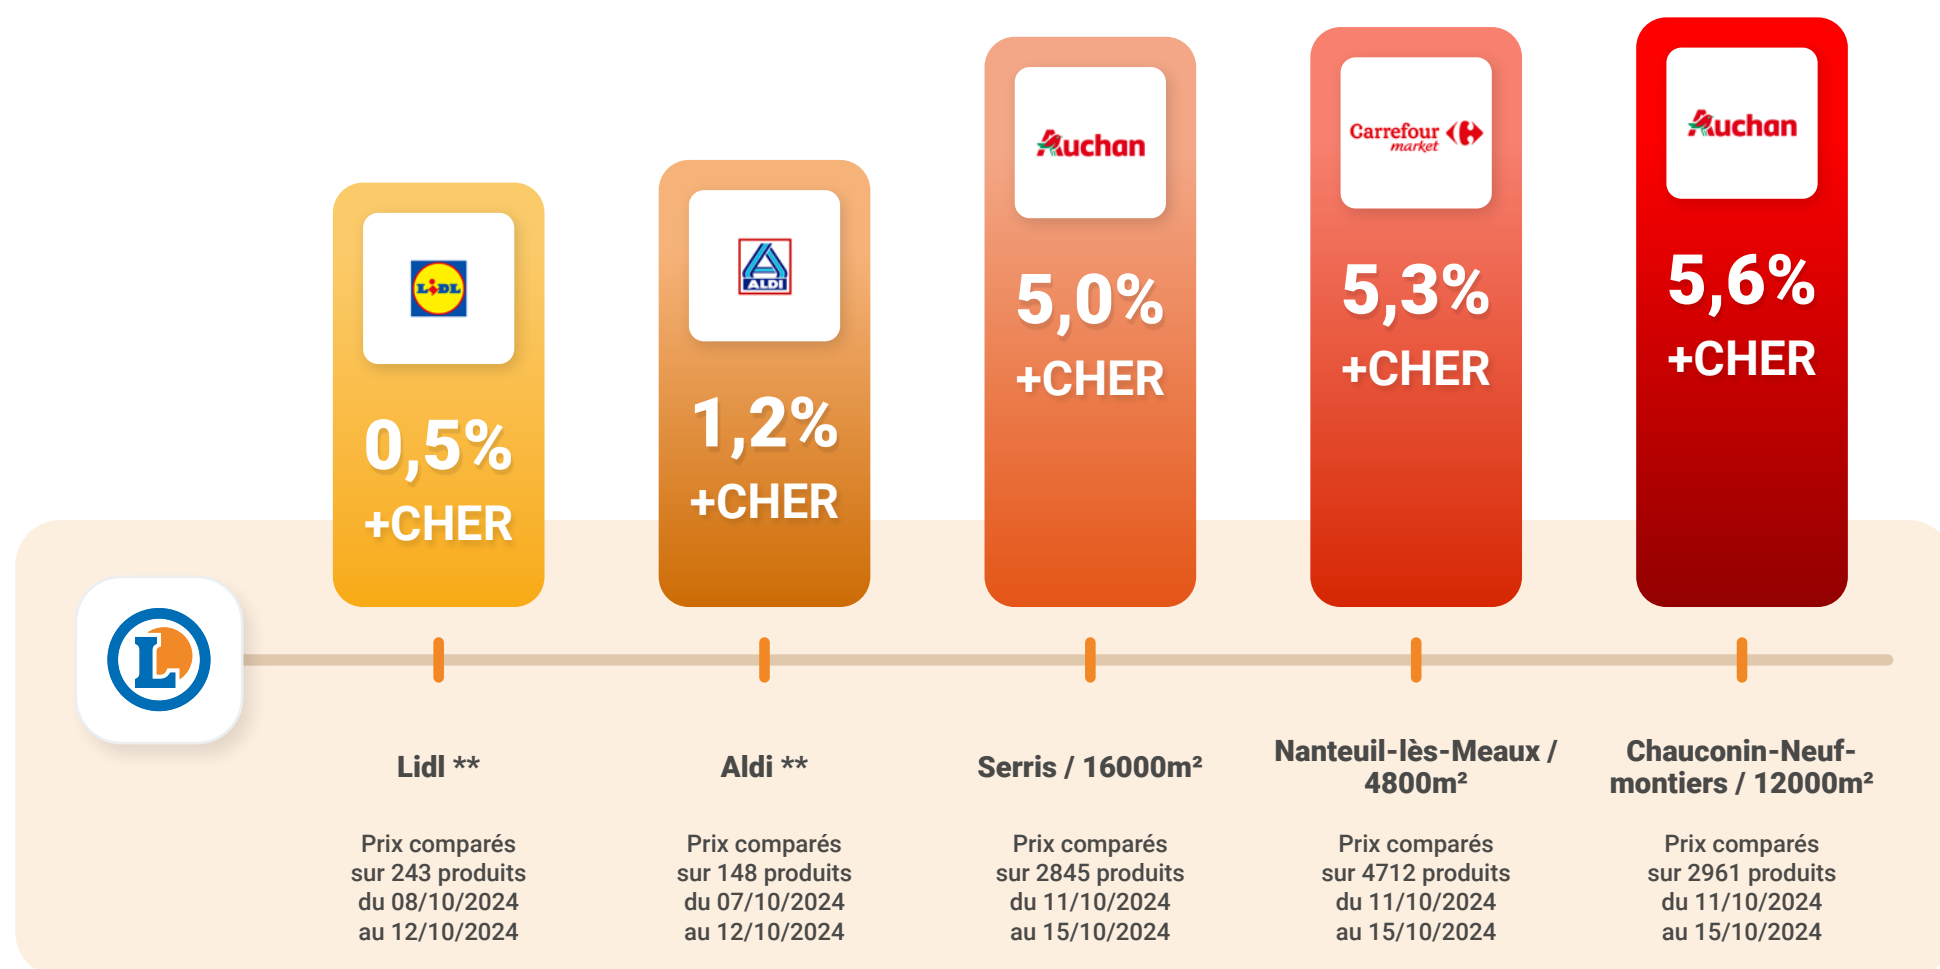 LIDL
0,5%
+CHER
ALDI
1,2%
+CHER
Auchan
5,0%
+CHER
Carrefour
market
5,3%
+CHER
Auchan
5,6%
+CHER
L
Lidl **
Prix comparés
sur 243 produits
du 08/10/2024
au 12/10/2024
Aldi **
Prix comparés
sur 148 produits
du 07/10/2024
au 12/10/2024
Serris / 16000m²
Prix comparés
sur 2845 produits
du 11/10/2024
au 15/10/2024
Nanteuil-lès-Meaux /
4800m²
Prix comparés
sur 4712 produits
du 11/10/2024
au 15/10/2024
Chauconin-Neuf-
montiers / 12000m²
Prix comparés
sur 2961 produits
du 11/10/2024
au 15/10/2024